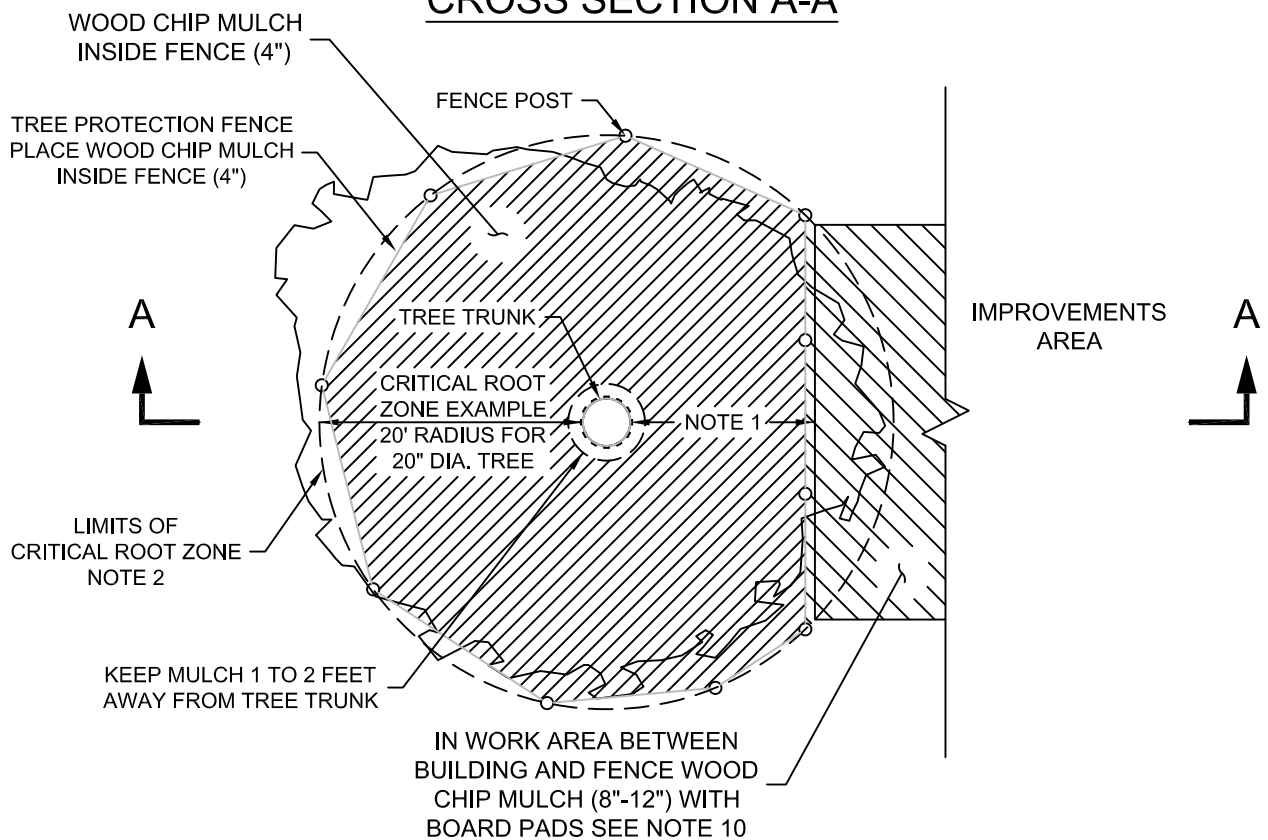 CROSS SECTION A-A
WOOD CHIP MULCH
INSIDE FENCE (4")
FENCE POST
TREE PROTECTION FENCE
PLACE WOOD CHIP MULCH
INSIDE FENCE (4")
A
TREE TRUNK
IMPROVEMENTS
AREA
A
CRITICAL ROOT
ZONE EXAMPLE
20' RADIUS FOR
20" DIA. TREE
NOTE 1
LIMITS OF
CRITICAL ROOT ZONE
NOTE 2
KEEP MULCH 1 TO 2 FEET
AWAY FROM TREE TRUNK
IN WORK AREA BETWEEN
BUILDING AND FENCE WOOD
CHIP MULCH (8"-12") WITH
BOARD PADS SEE NOTE 10